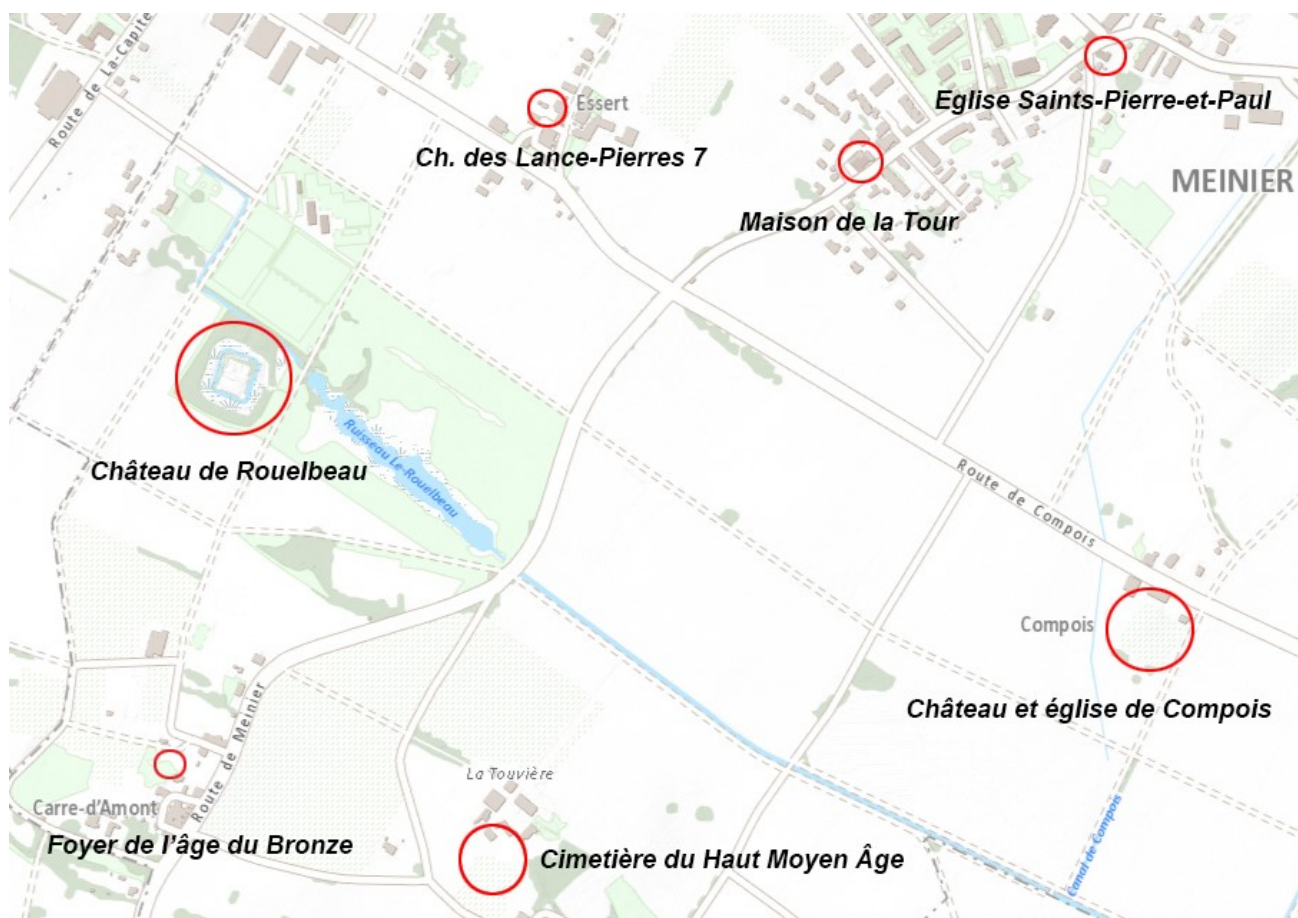 Route de La-Capite
Essert
Eglise Saints-Pierre-et-Paul
Ch. des Lance-Pierres 7
MEINIER
Maison de la Tour
Château de Rouelbeau
Ruisseau Le-Rouelbeau
Route de Compois
Compois
Château et église de Compois
La Touvière
Route de Meinier
Carre-d'Amont
Foyer de l'âge du Bronze
Cimetière du Haut Moyen Âge
Canal de Compois